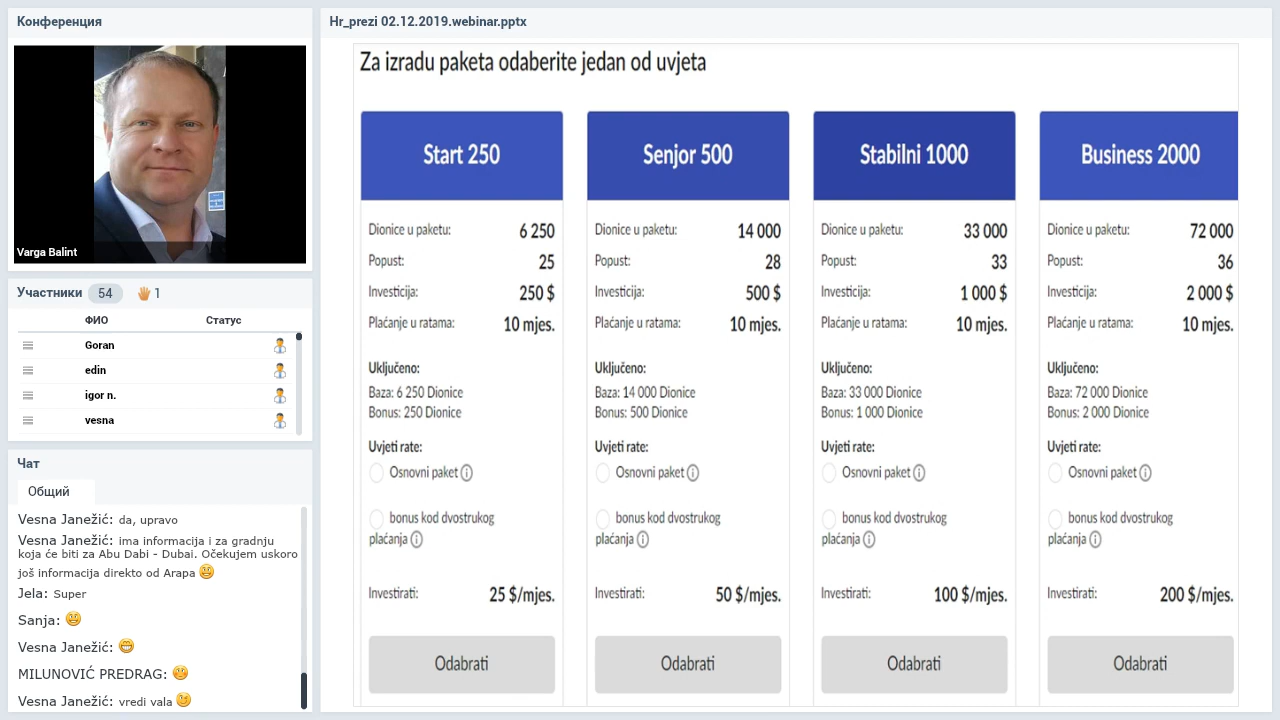 Конференция
Varga Balint
Участники 54 1
ФИО Статус
Goran
edin
igor n.
vesna
Чат
Общий
Vesna Janežić: da, upravo
Vesna Janežić: ima informacija i za gradnju
koja će biti za Abu Dabi - Dubai. Očekujem uskoro
još informacija direkto od Arapa
Jela: Super
Sanja:
Vesna Janežić:
MILUNOVIĆ PREDRAG:
Vesna Janežić: vredi vala
Hr_prezi 02.12.2019.webinar.pptx
Za izradu paketa odaberite jedan od uvjeta
Start 250
Dionice u paketu: 6 250
Popust: 25
Investicija: 250 $
Plaćanje u ratama: 10 mjes.
Uključeno:
Baza: 6 250 Dionice
Bonus: 250 Dionice
Uvjeti rate:
Osnovni paket
bonus kod dvostrukog
plaćanja
Investirati: 25 $/mjes.
Odabrati
Senjor 500
Dionice u paketu: 14 000
Popust: 28
Investicija: 500 $
Plaćanje u ratama: 10 mjes.
Uključeno:
Baza: 14 000 Dionice
Bonus: 500 Dionice
Uvjeti rate:
Osnovni paket
bonus kod dvostrukog
plaćanja
Investirati: 50 $/mjes.
Odabrati
Stabilni 1000
Dionice u paketu: 33 000
Popust: 33
Investicija: 1 000 $
Plaćanje u ratama: 10 mjes.
Uključeno:
Baza: 33 000 Dionice
Bonus: 1 000 Dionice
Uvjeti rate:
Osnovni paket
bonus kod dvostrukog
plaćanja
Investirati: 100 $/mjes.
Odabrati
Business 2000
Dionice u paketu: 72 000
Popust: 36
Investicija: 2 000 $
Plaćanje u ratama: 10 mjes.
Uključeno:
Baza: 72 000 Dionice
Bonus: 2 000 Dionice
Uvjeti rate:
Osnovni paket
bonus kod dvostrukog
plaćanja
Investirati: 200 $/mjes.
Odabrati